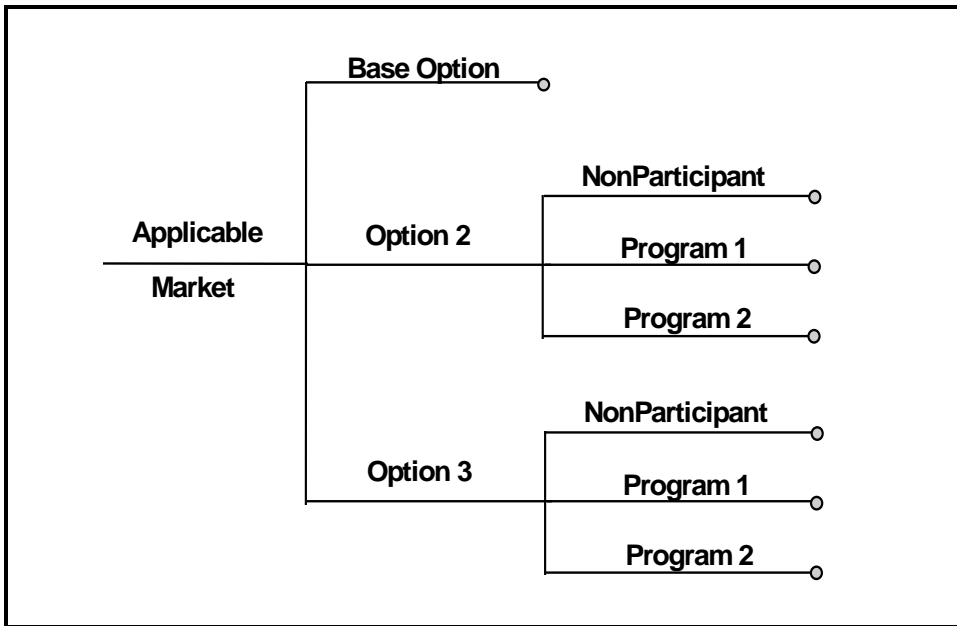 Base Option
NonParticipant
Applicable
Market
Option 2
Program 1
Program 2
NonParticipant
Option 3
Program 1
Program 2